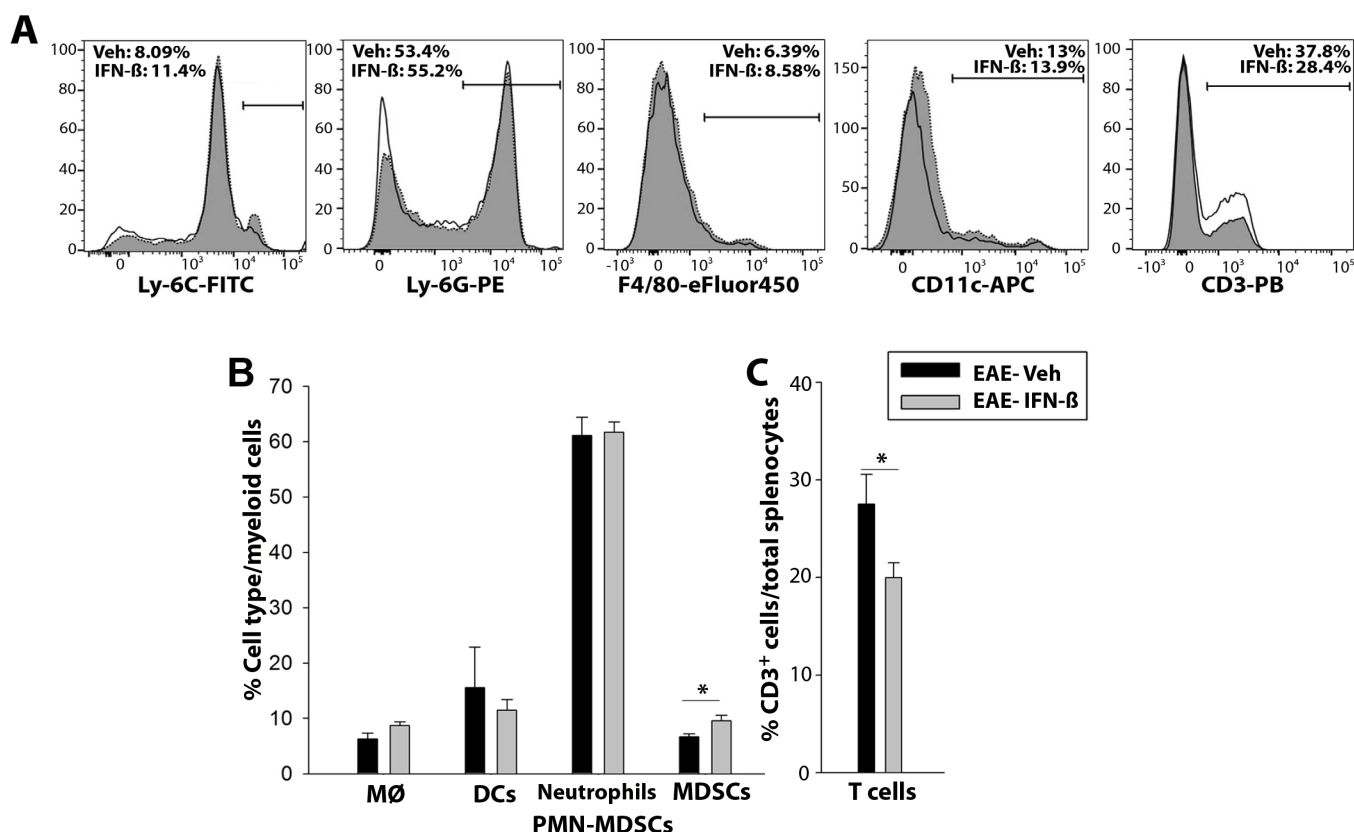 A
Veh: 8.09%
IFN-ß: 11.4%
100
80
60
40
20
0
0
10³
10⁴
10⁵
Ly-6C-FITC
Veh: 53.4%
IFN-ß: 55.2%
100
80
60
40
20
0
0
10³
10⁴
10⁵
Ly-6G-PE
Veh: 6.39%
IFN-ß: 8.58%
100
80
60
40
20
0
-10³
0
10³
10⁴
10⁵
F4/80-eFluor450
Veh: 13%
IFN-ß: 13.9%
150
100
50
0
0
10³
10⁴
10⁵
CD11c-APC
Veh: 37.8%
IFN-ß: 28.4%
100
80
60
40
20
0
-10³
0
10³
10⁴
10⁵
CD3-PB
B
% Cell type/myeloid cells
70
60
50
40
30
20
10
0
*
MØ
DCs
Neutrophils
PMN-MDSCs
MDSCs
C
EAE- Veh
EAE- IFN-ß
% CD3⁺ cells/total splenocytes
40
30
20
10
0
*
T cells